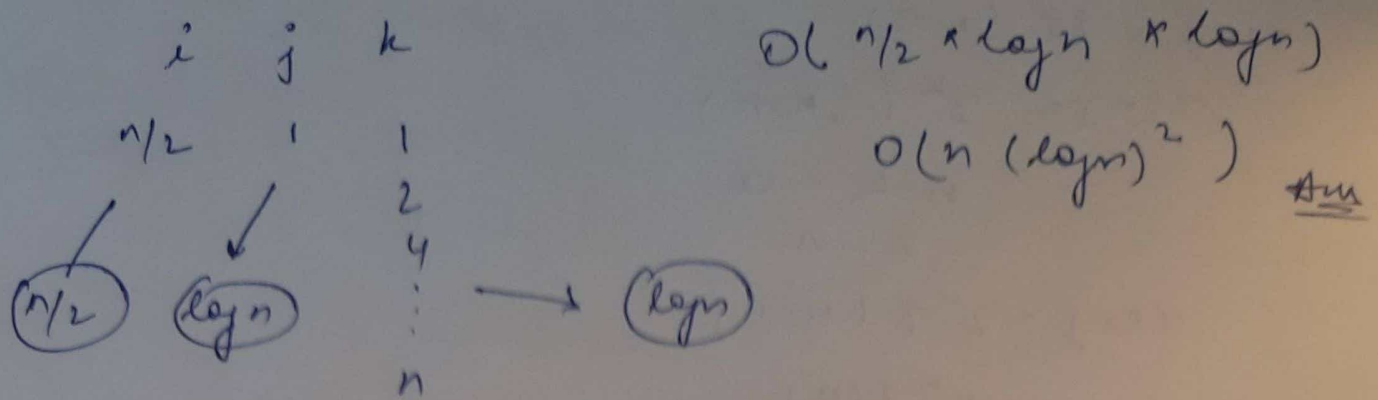 i j k
O( n/2 * logn * logn)
n/2 1 1
O(n (logn)² )
Ans
2
4
n/2 logn logn
n